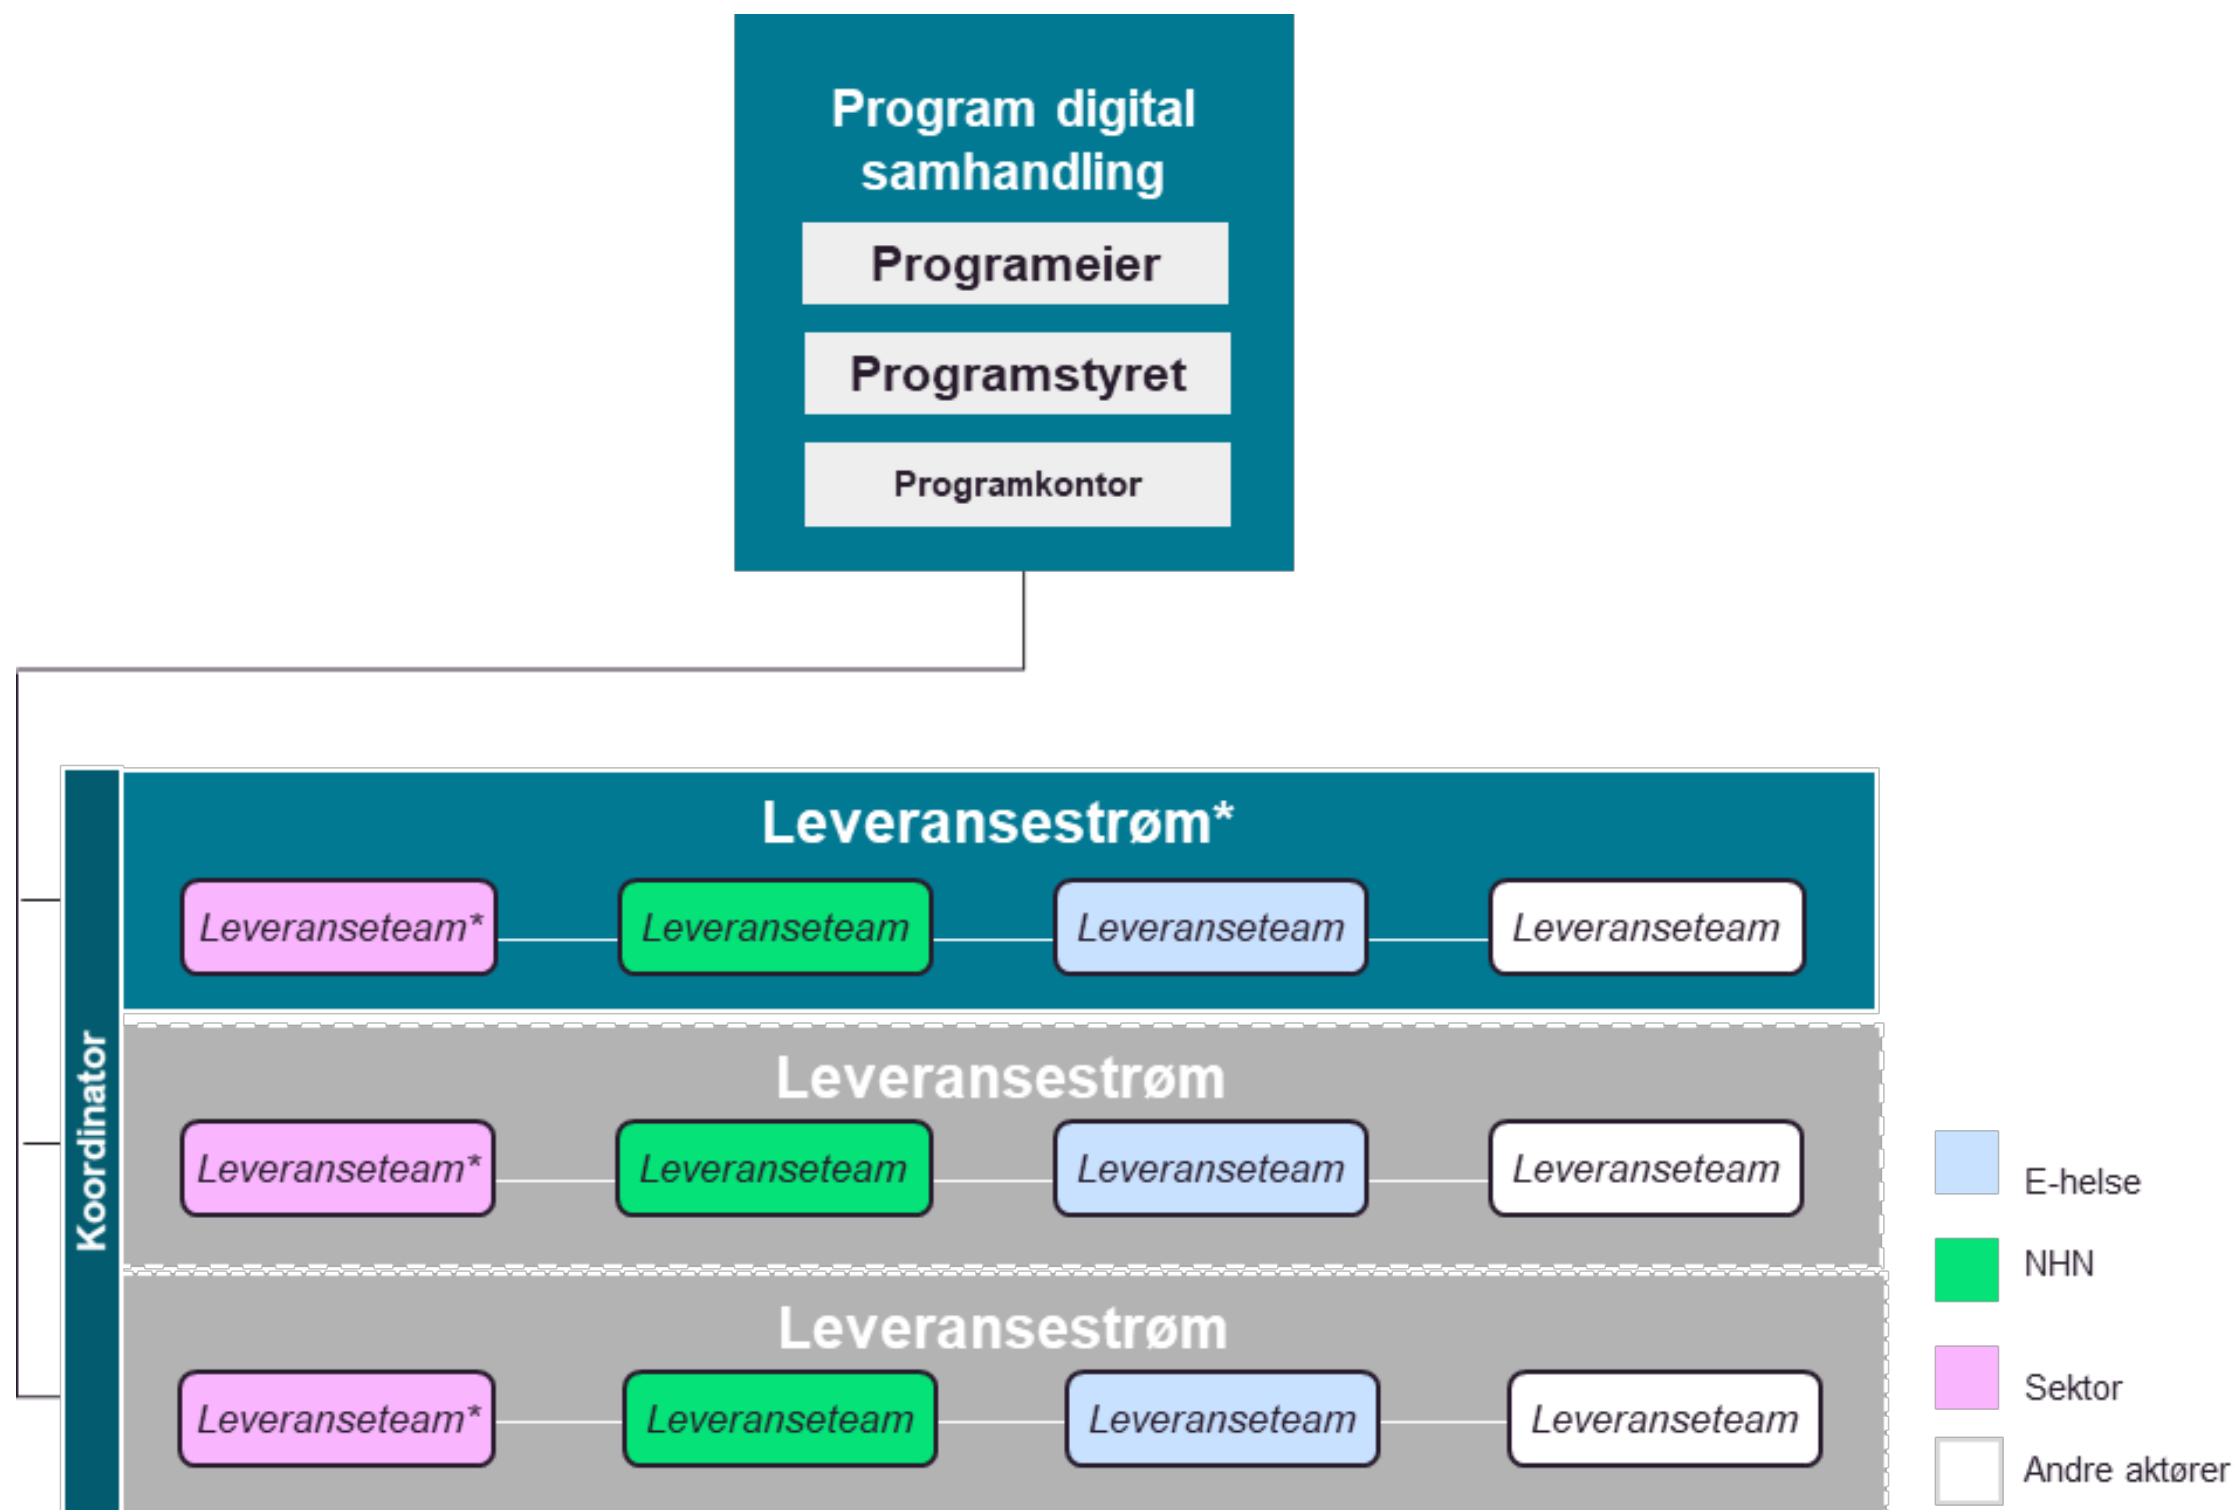 Program digital
samhandling
Programeier
Programstyret
Programkontor
Koordinator
Leveransestrøm*
Leveranseteam* Leveranseteam Leveranseteam Leveranseteam
Leveransestrøm
Leveranseteam* Leveranseteam Leveranseteam Leveranseteam
Leveransestrøm
Leveranseteam* Leveranseteam Leveranseteam Leveranseteam
E-helse
NHN
Sektor
Andre aktører